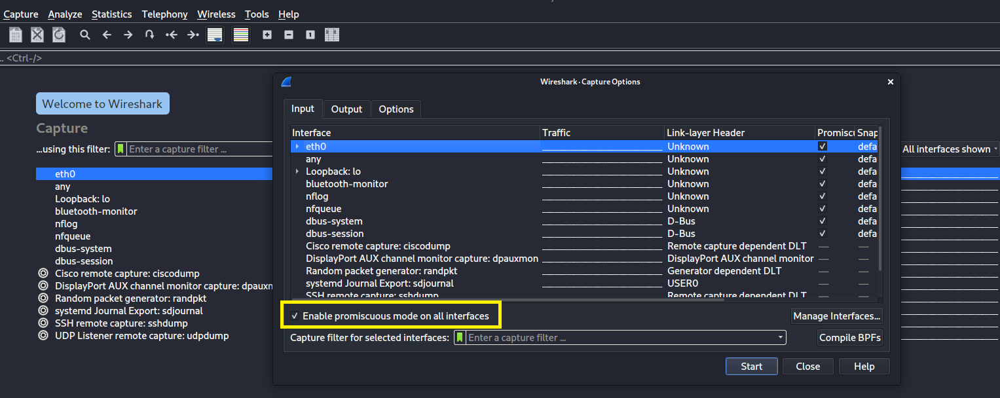 Capture Analyze Statistics Telephony Wireless Tools Help
.. <Ctrl-/>
Welcome to Wireshark
Capture
...using this filter: Enter a capture filter ...
All interfaces shown
eth0
any
Loopback: lo
bluetooth-monitor
nflog
nfqueue
dbus-system
dbus-session
Cisco remote capture: ciscodump
DisplayPort AUX channel monitor capture: dpauxm
Random packet generator: randpkt
systemd Journal Export: sdjournal
SSH remote capture: sshdump
UDP Listener remote capture: udpdump
Wireshark · Capture Options
Input Output Options
Interface Traffic Link-layer Header Promiscu Snap
eth0 Unknown defa
any Unknown defa
Loopback: lo Unknown defa
bluetooth-monitor Unknown defa
nflog Unknown defa
nfqueue Unknown defa
dbus-system D-Bus defa
dbus-session D-Bus defa
Cisco remote capture: ciscodump Remote capture dependent DLT — —
DisplayPort AUX channel monitor capture: dpauxmon DisplayPort AUX channel monitor — —
Random packet generator: randpkt Generator dependent DLT — —
systemd Journal Export: sdjournal USER0 — —
SSH remote capture: sshdump Remote capture dependent DLT — —
Enable promiscuous mode on all interfaces
Manage Interfaces...
Capture filter for selected interfaces: Enter a capture filter ...
Compile BPFs
Start Close Help